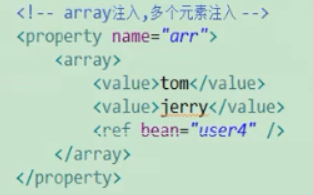 <!-- array注入,多个元素注入 -->
<property name="arr">
<array>
<value>tom</value>
<value>jerry</value>
<ref bean="user4" />
</array>
</property>